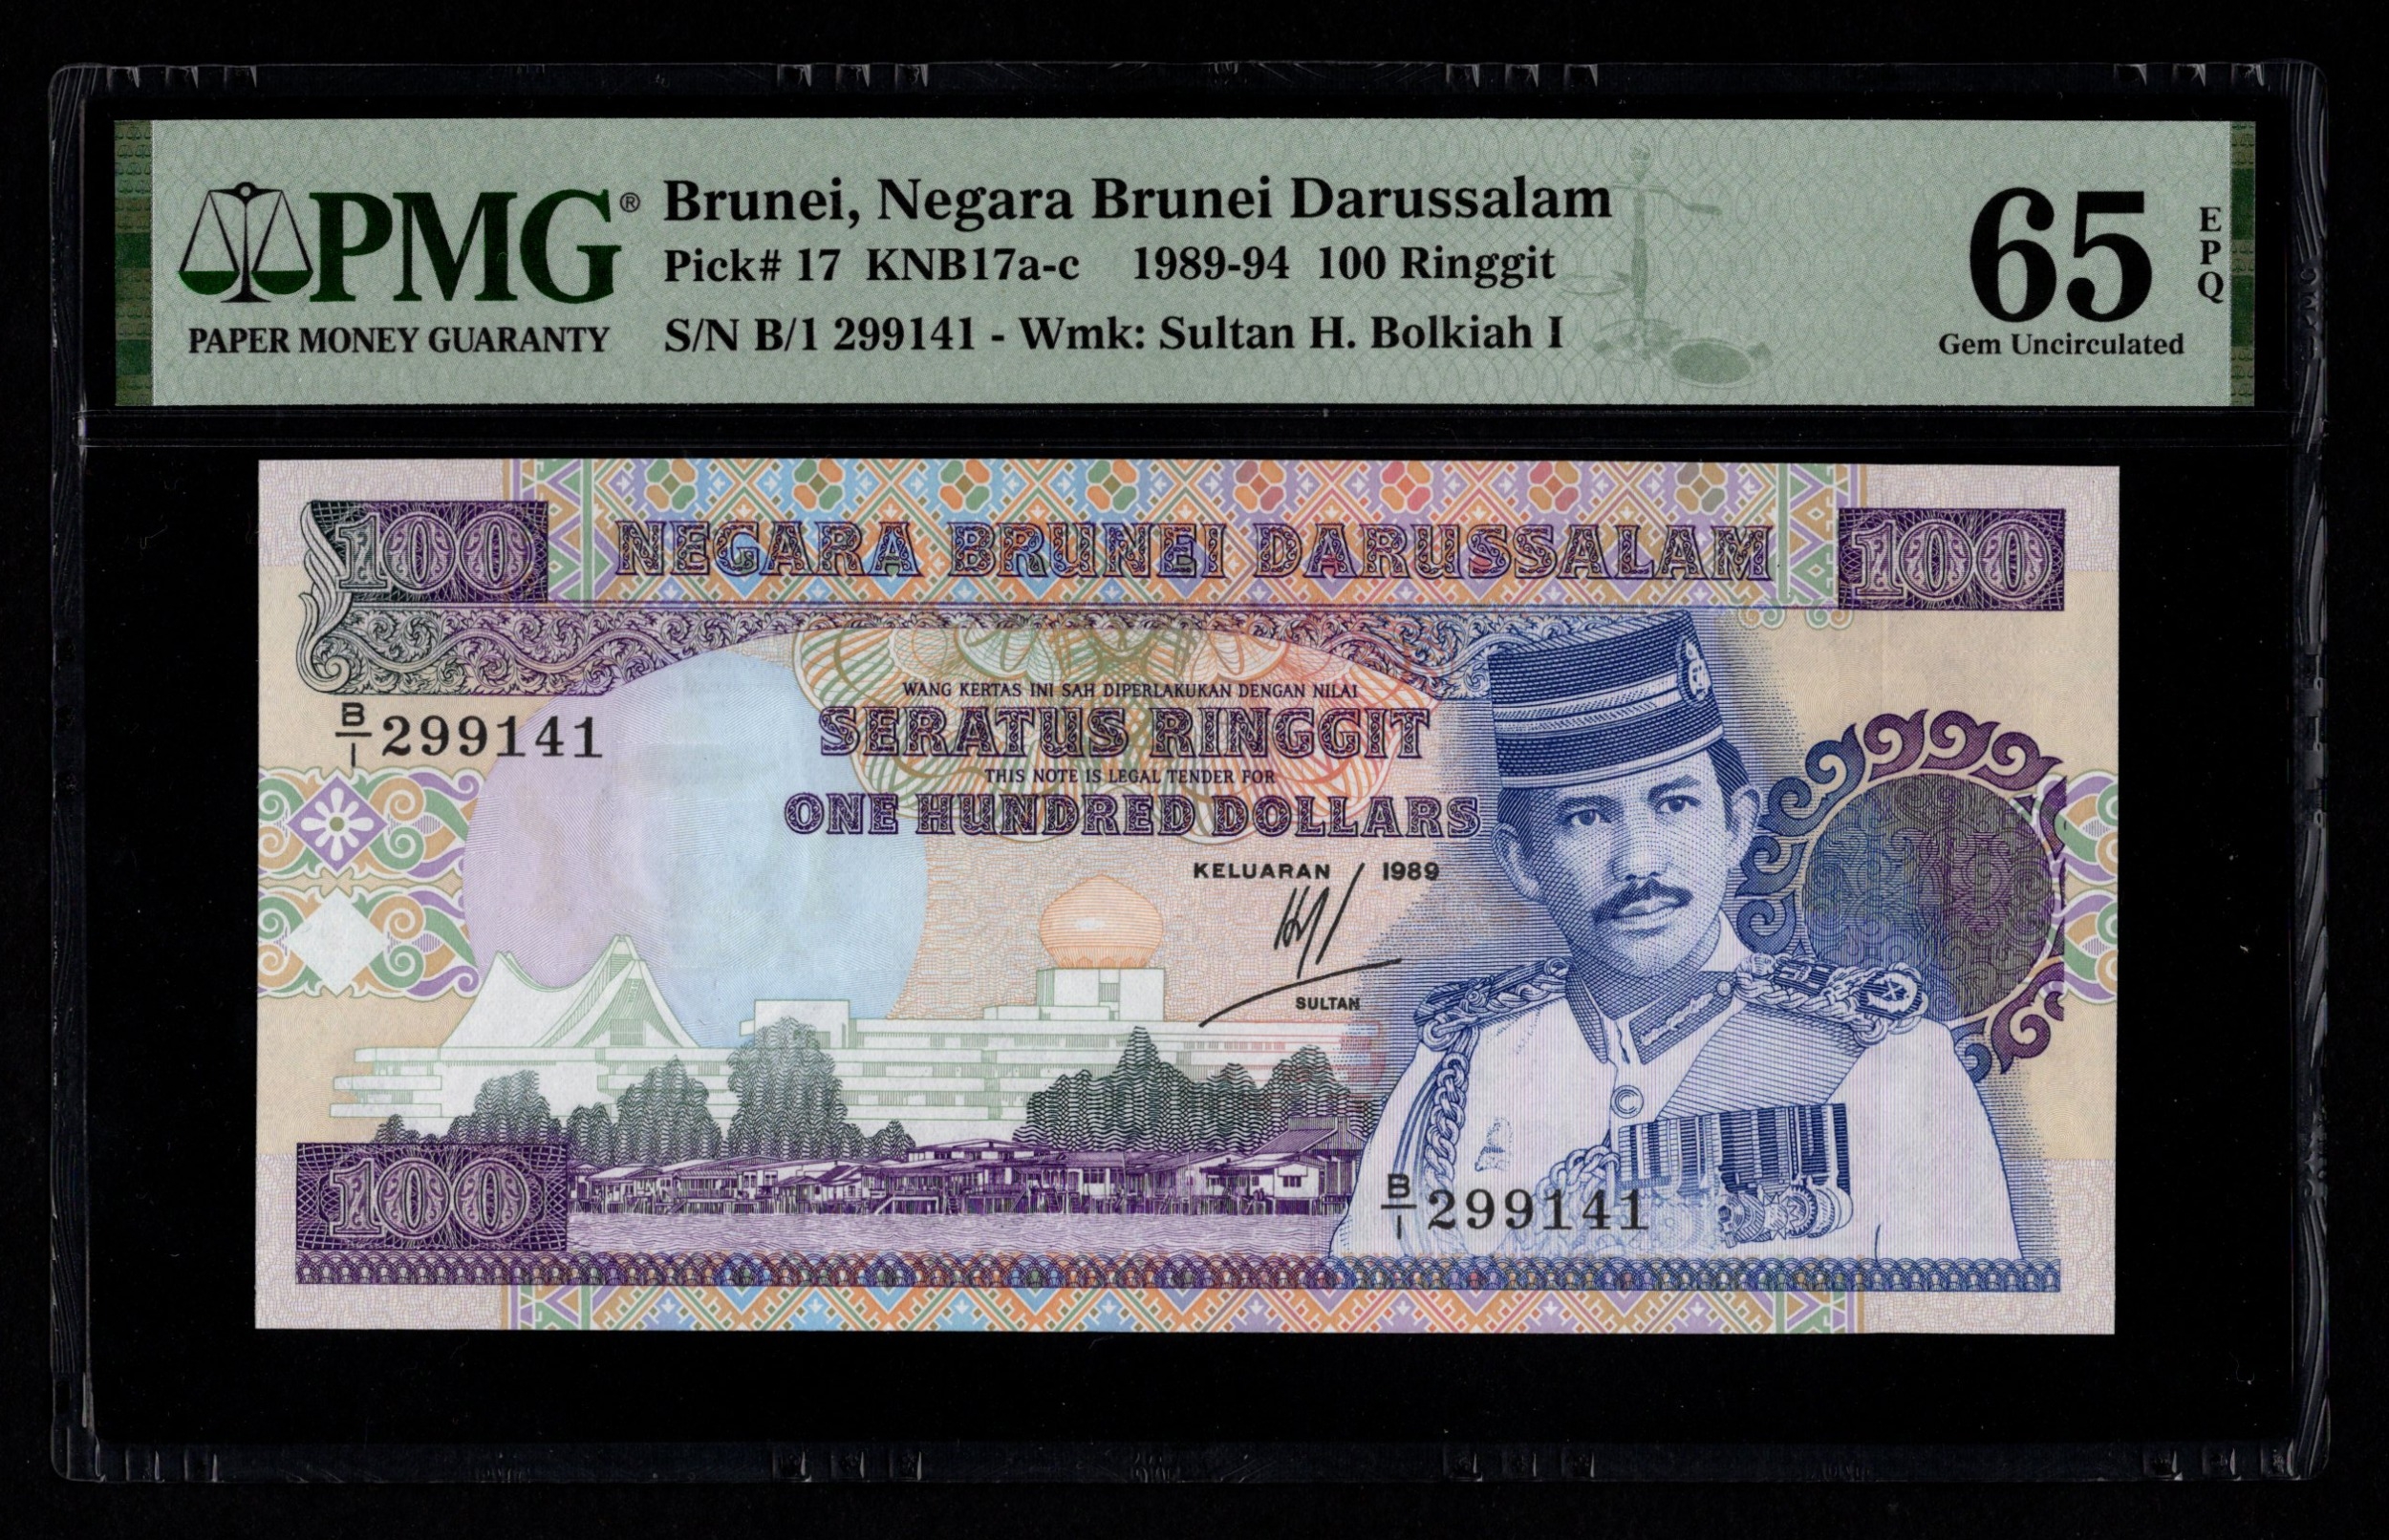 PMG®
PAPER MONEY GUARANTY
Brunei, Negara Brunei Darussalam
Pick# 17 KNB17a-c 1989-94 100 Ringgit
S/N B/1 299141 - Wmk: Sultan H. Bolkiah I
65
EPQ
Gem Uncirculated
100
NEGARA BRUNEI DARUSSALAM
100
WANG KERTAS INI SAH DIPERLAKUKAN DENGAN NILAI
SERATUS RINGGIT
THIS NOTE IS LEGAL TENDER FOR
ONE HUNDRED DOLLARS
B/1 299141
KELUARAN 1989
SULTAN
100
B/1 299141